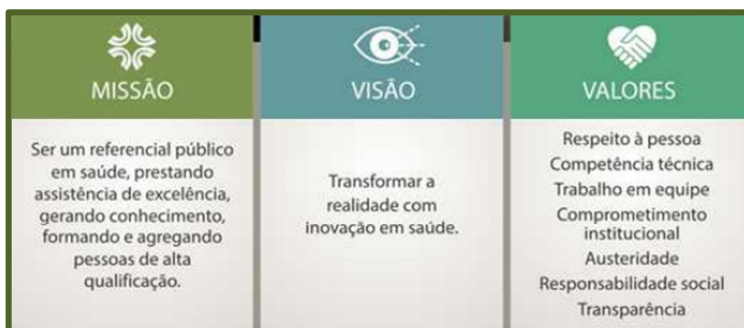 MISSÃO
Ser um referencial público
em saúde, prestando
assistência de excelência,
gerando conhecimento,
formando e agregando
pessoas de alta
qualificação.
VISÃO
Transformar a
realidade com
inovação em saúde.
VALORES
Respeito à pessoa
Competência técnica
Trabalho em equipe
Comprometimento
institucional
Austeridade
Responsabilidade social
Transparência